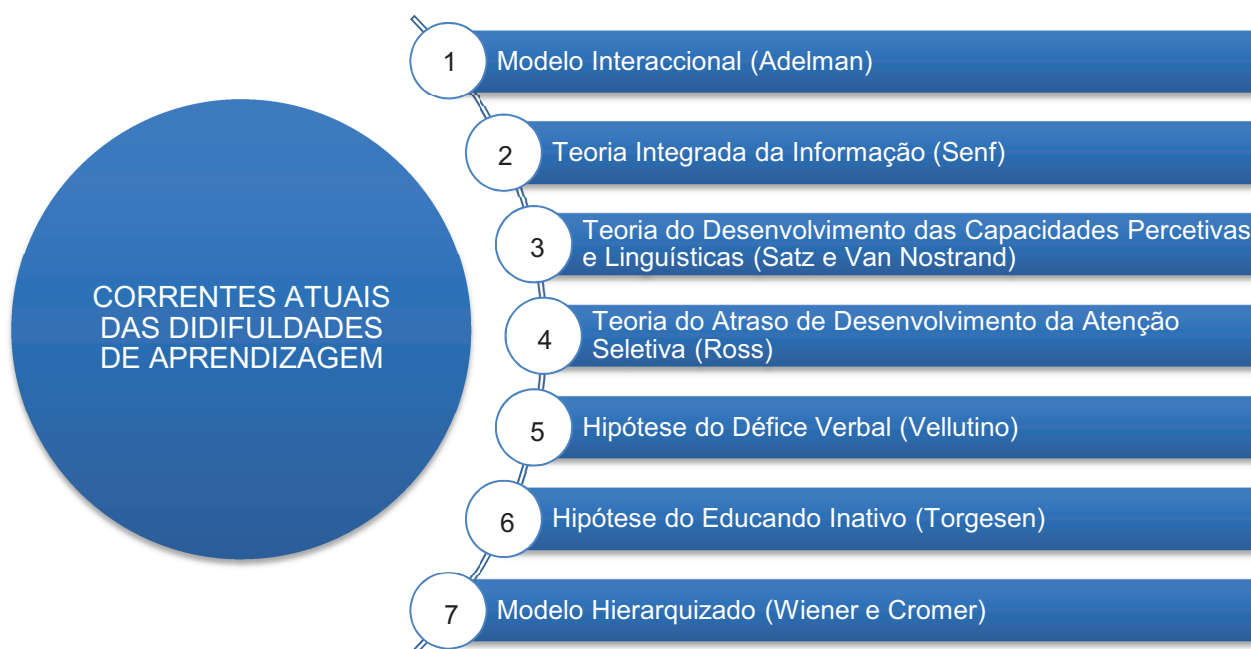 CORRENTES ATUAIS
DAS DIDIFULDADES
DE APRENDIZAGEM
1 Modelo Interaccional (Adelman)
2 Teoria Integrada da Informação (Senf)
3 Teoria do Desenvolvimento das Capacidades Percetivas
e Linguísticas (Satz e Van Nostrand)
4 Teoria do Atraso de Desenvolvimento da Atenção
Seletiva (Ross)
5 Hipótese do Défice Verbal (Vellutino)
6 Hipótese do Educando Inativo (Torgesen)
7 Modelo Hierarquizado (Wiener e Cromer)